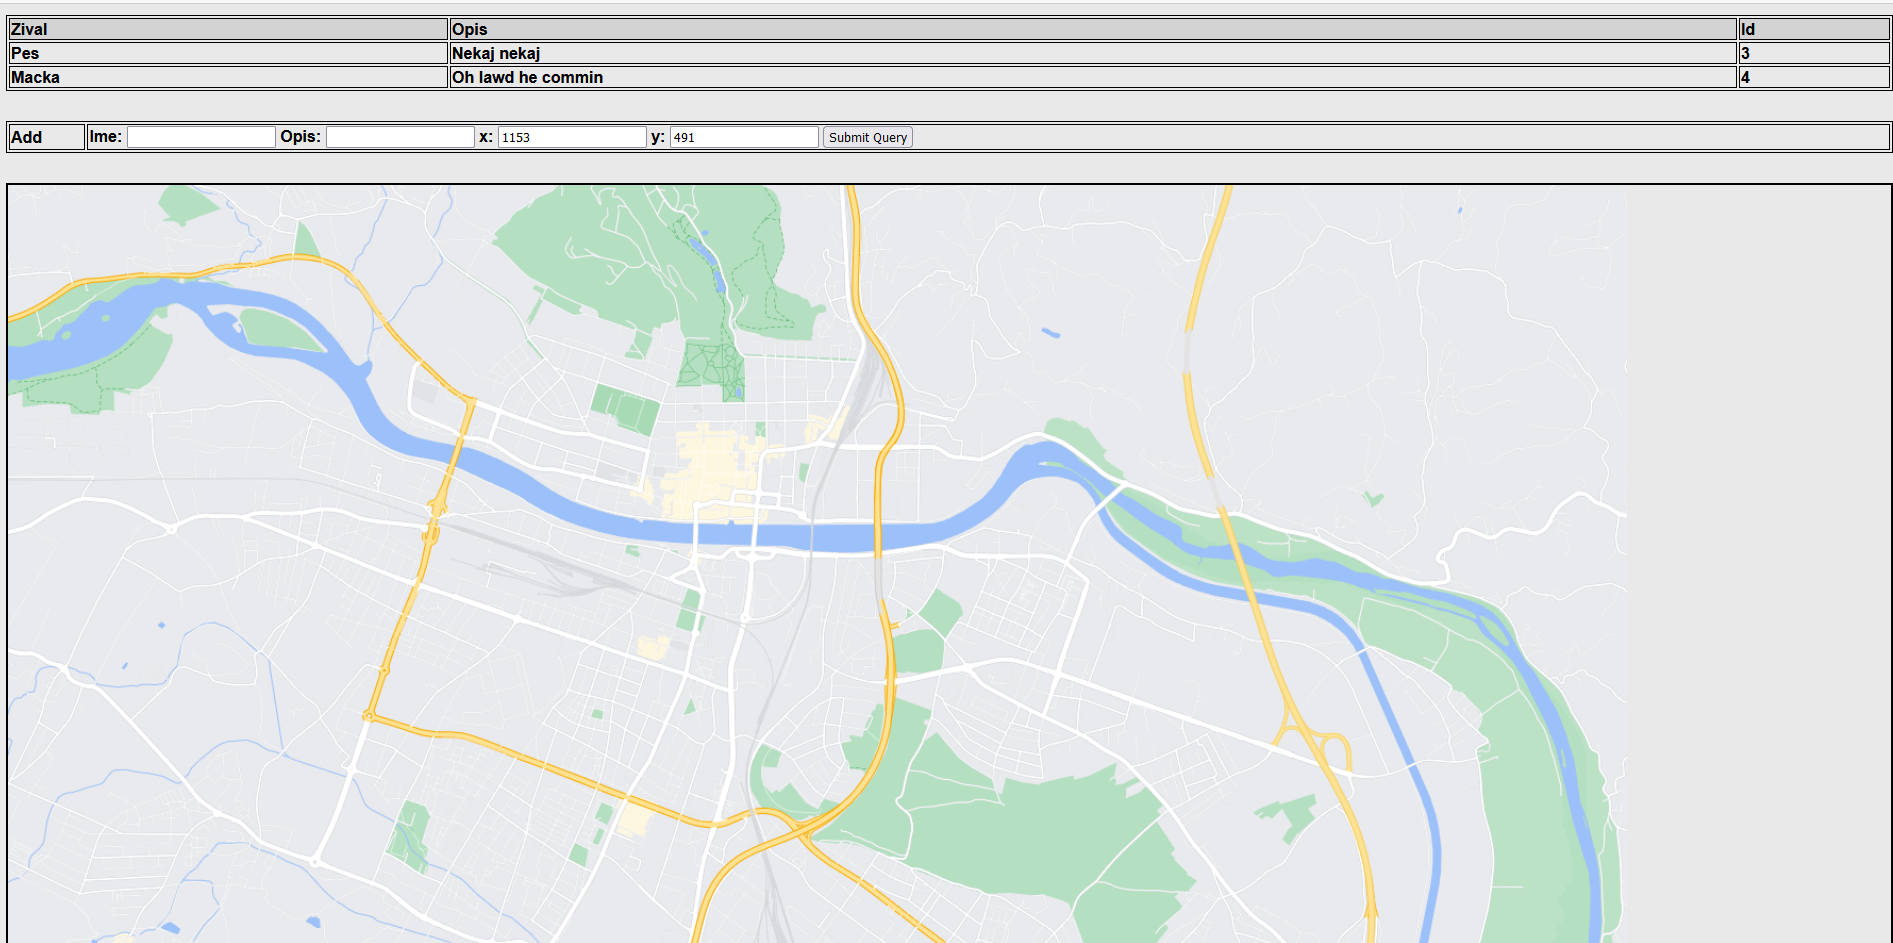 Zival Opis Id
Pes Nekaj nekaj 3
Macka Oh lawd he commin 4
Add Ime: Opis: x: 1153 y: 491 Submit Query